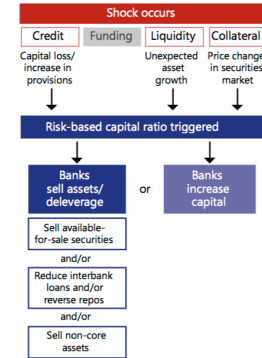 Shock occurs
Credit Funding Liquidity Collateral
Capital loss/ Unexpected Price change
increase in asset in securities
provisions growth market
Risk-based capital ratio triggered
Banks
sell assets/
deleverage
or
Banks
increase
capital
Sell available-
for-sale securities
and/or
Reduce interbank
loans and/or
reverse repos
and/or
Sell non-core
assets